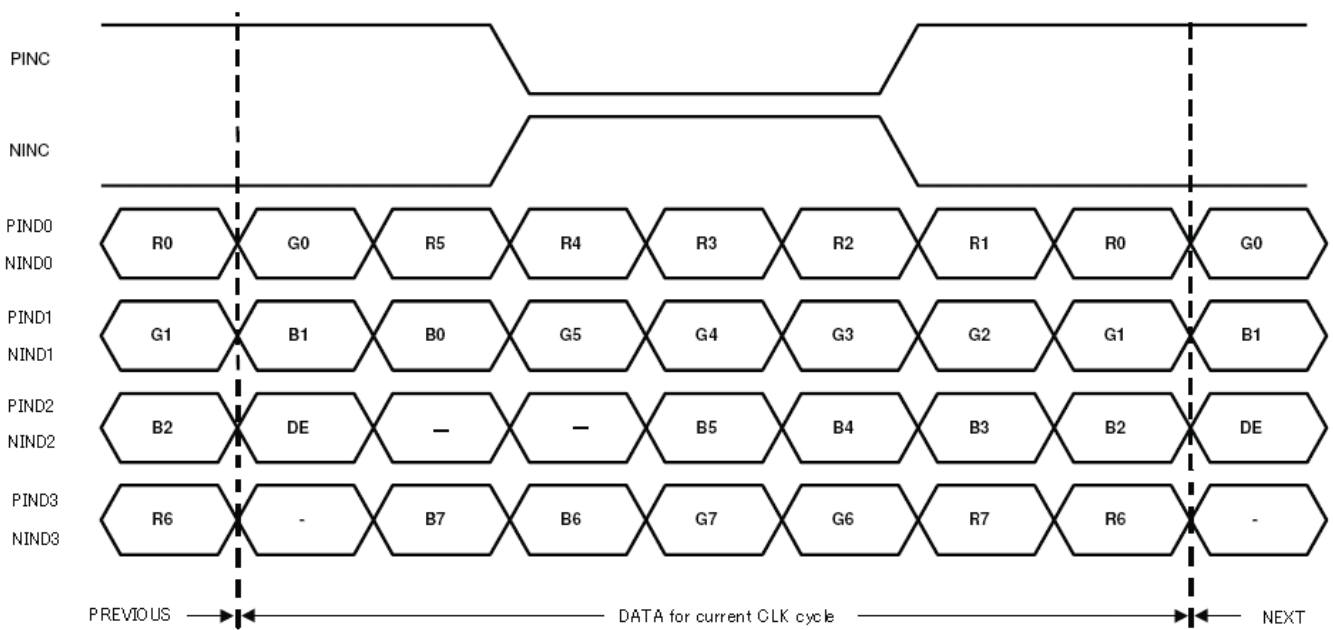 PINC
NINC
PIND0
R0 G0 R5 R4 R3 R2 R1 R0 G0
NIND0
PIND1
G1 B1 B0 G5 G4 G3 G2 G1 B1
NIND1
PIND2
B2 DE — — B5 B4 B3 B2 DE
NIND2
PIND3
R6 - B7 B6 G7 G6 R7 R6 -
NIND3
PREVIOUS DATA for current CLK cycle NEXT